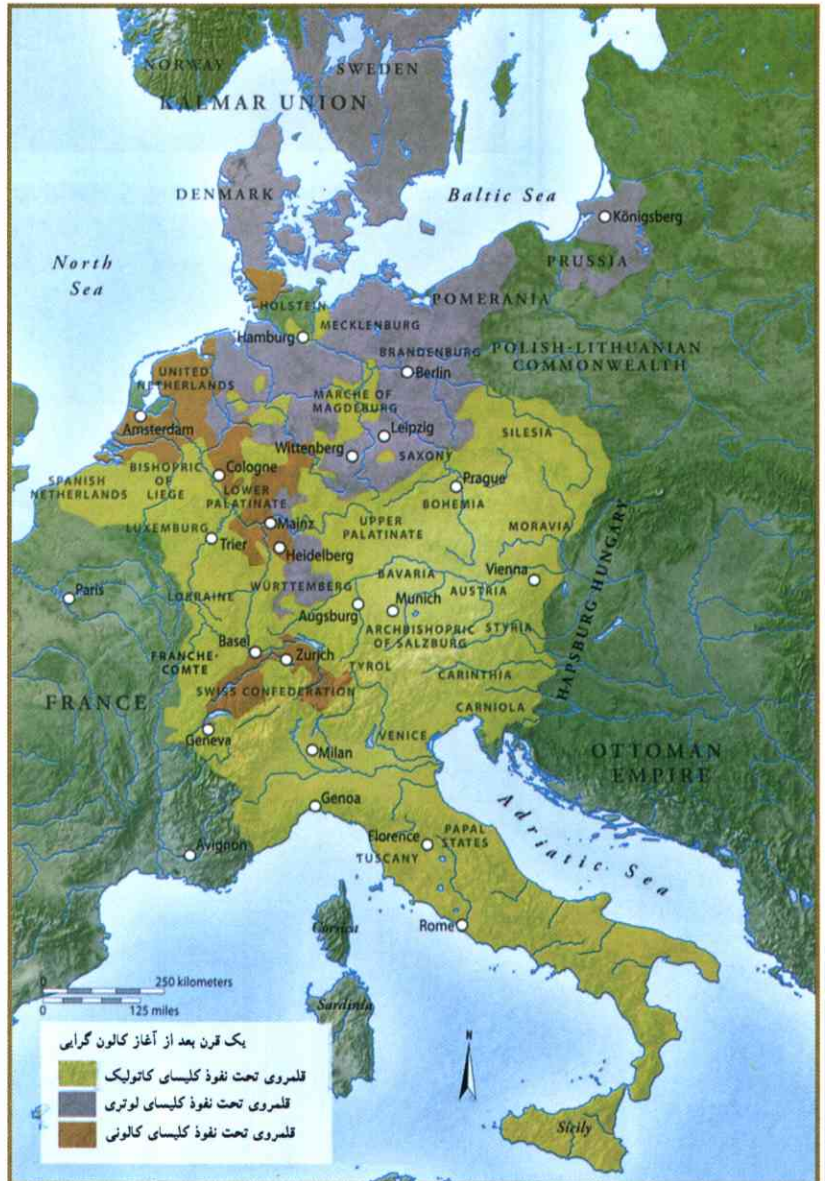 NORWAY
SWEDEN
KALMAR UNION
DENMARK
Baltic Sea
Königsberg
North
Sea
PRUSSIA
POMERANIA
HOLSTEIN
MECKLENBURG
Hamburg
BRANDENBURG
POLISH-LITHUANIAN
COMMONWEALTH
UNITED
NETHERLANDS
Berlin
MARCHE OF
MAGDEBURG
Amsterdam
Leipzig
SILESIA
Wittenberg
SAXONY
BISHOPRIC
OF
LIEGE
Cologne
SPANISH
NETHERLANDS
LOWER
PALATINATE
Prague
BOHEMIA
LUXEMBURG
Mainz
UPPER
PALATINATE
MORAVIA
Trier
Heidelberg
HAPSBURG HUNGARY
Paris
LORRAINE
WÜRTTEMBERG
BAVARIA
Vienna
AUSTRIA
Augsburg
Munich
ARCHBISHOPRIC
OF SALZBURG
STYRIA
Basel
Zurich
FRANCHE-
COMTE
TYROL
CARINTHIA
SWISS CONFEDERATION
FRANCE
CARNIOLA
Geneva
VENICE
Milan
OTTOMAN
EMPIRE
Genoa
Adriatic Sea
Florence
PAPAL
STATES
Avignon
TUSCANY
Rome
Corsica
0
250 kilometers
0
125 miles
Sardinia
N
Sicily
یک قرن بعد از آغاز کالون گرایی
قلمروی تحت نفوذ کلیسای کاتولیک
قلمروی تحت نفوذ کلیسای لوتری
قلمروی تحت نفوذ کلیسای کالونی